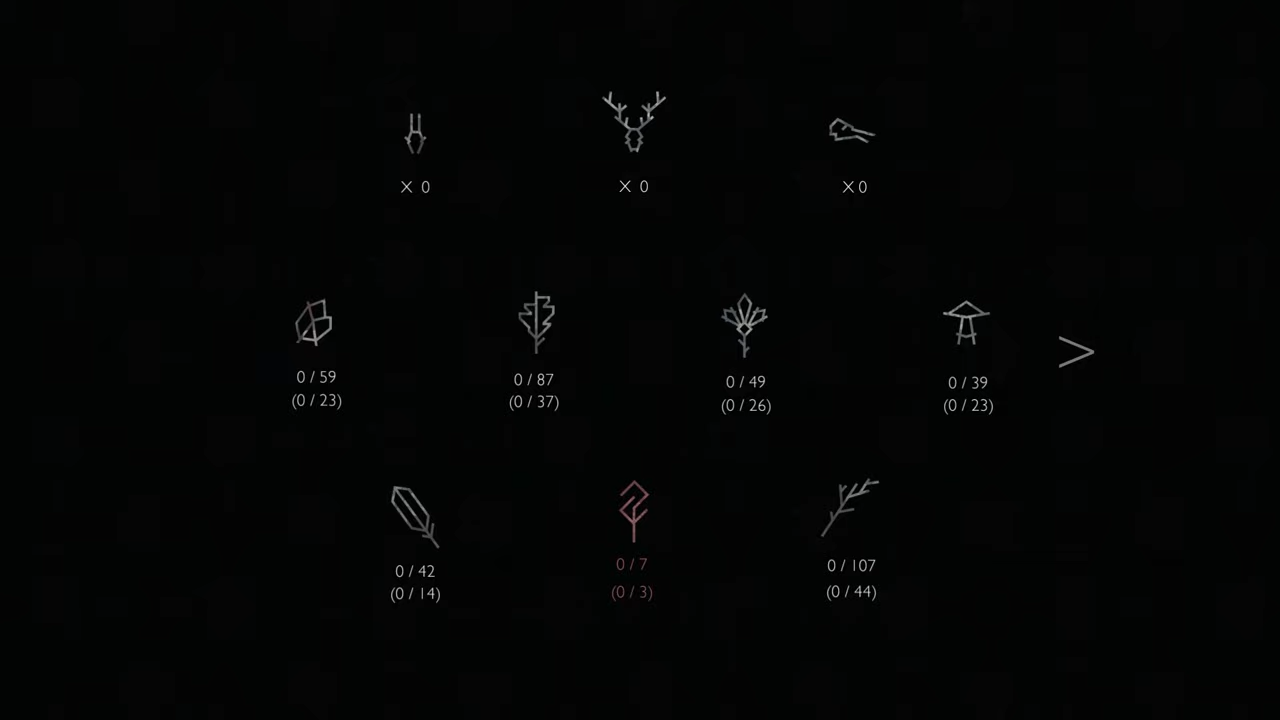 × 0
× 0
× 0
0 / 59
(0 / 23)
0 / 87
(0 / 37)
0 / 49
(0 / 26)
0 / 39
(0 / 23)
>
0 / 42
(0 / 14)
0 / 7
(0 / 3)
0 / 107
(0 / 44)